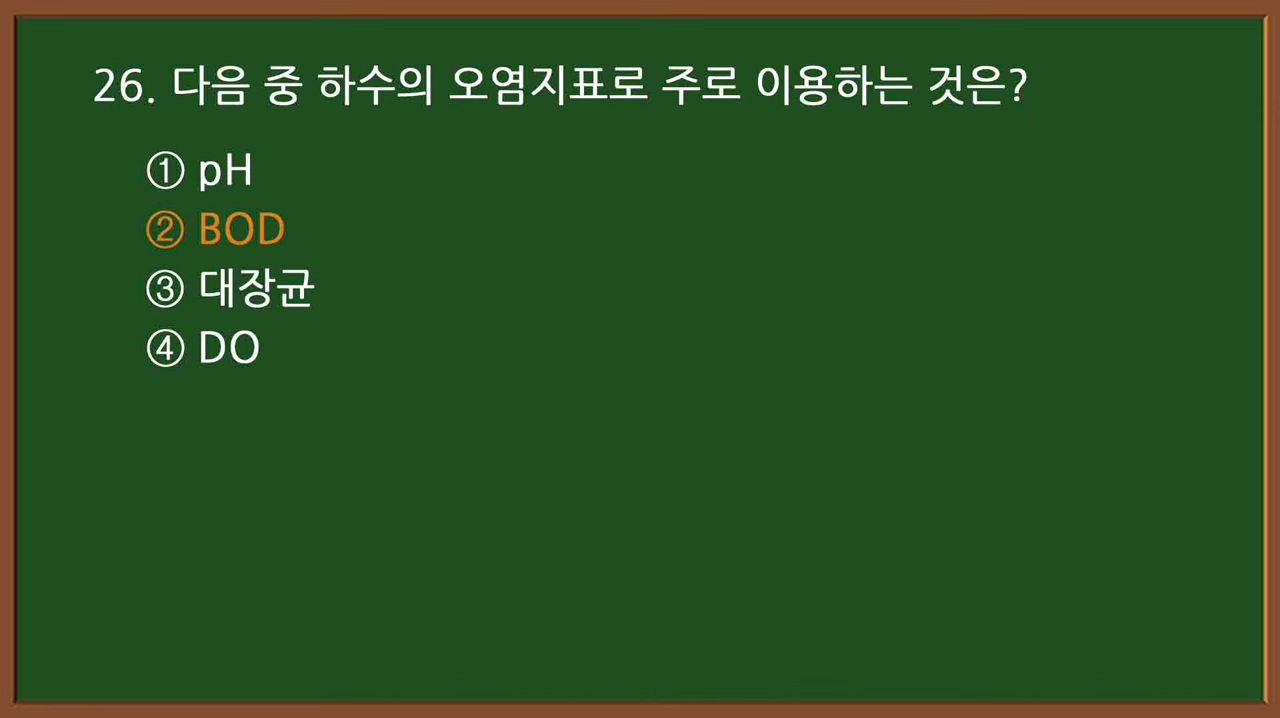 26. 다음 중 하수의 오염지표로 주로 이용하는 것은?
① pH
② BOD
③ 대장균
④ DO